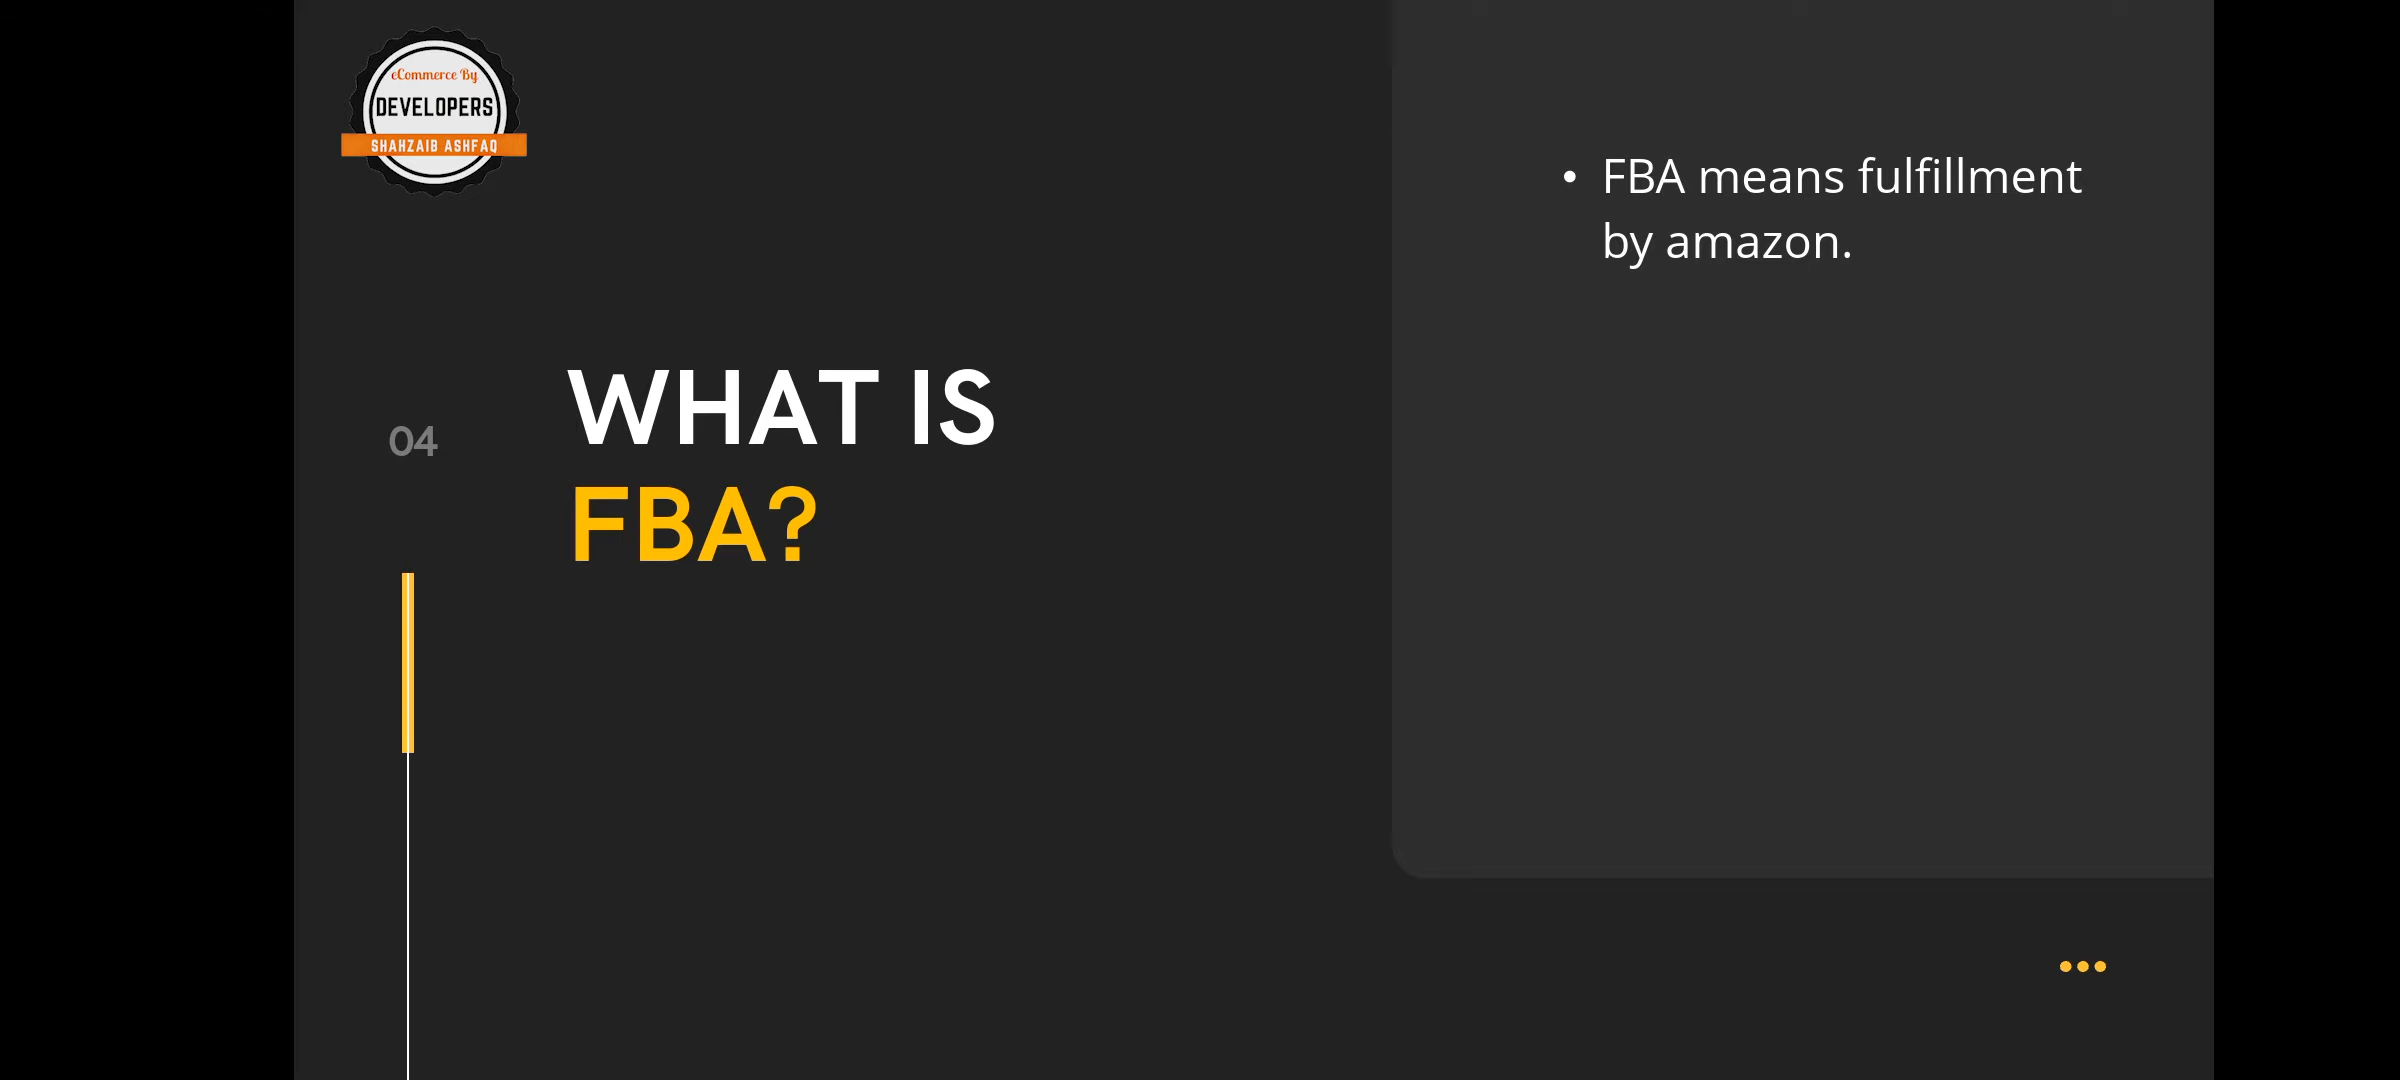 eCommerce By
DEVELOPERS
SHAHZAIB ASHFAQ
04
WHAT IS
FBA?
• FBA means fulfillment
by amazon.